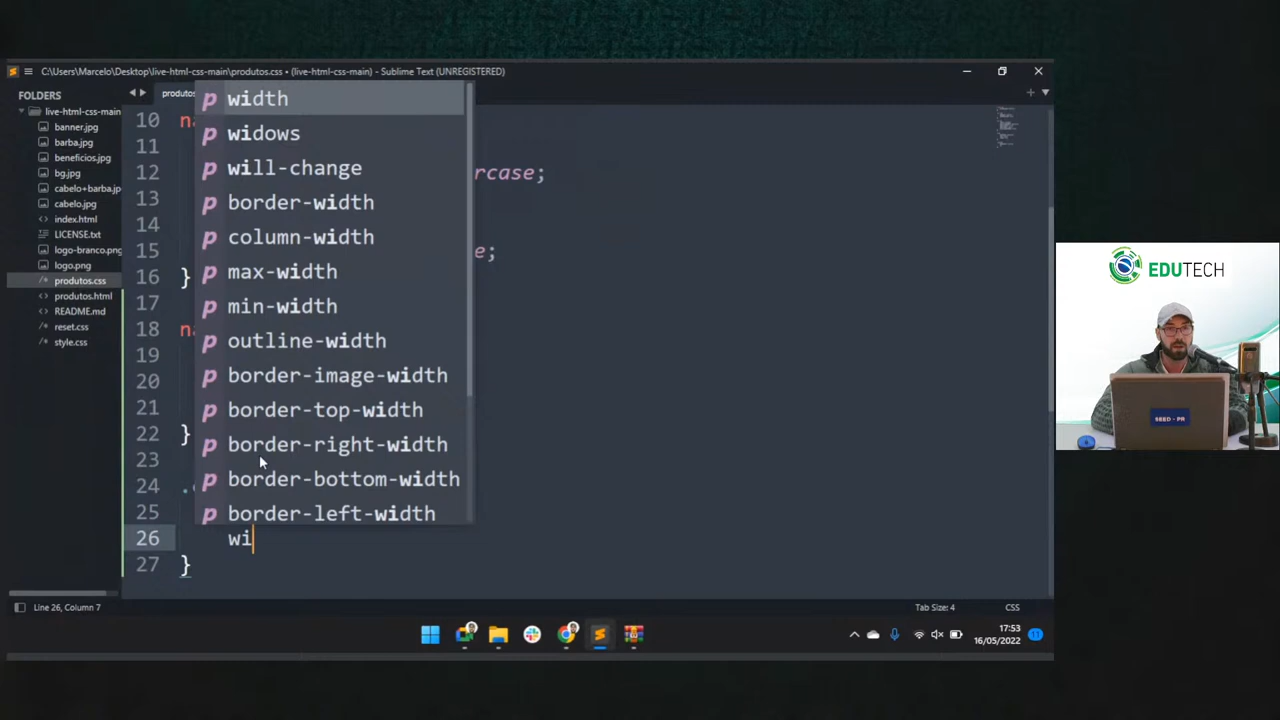 C:\Users\Marcelo\Desktop\live-html-css-main\produtos.css • (live-html-css-main) - Sublime Text (UNREGISTERED)
FOLDERS
live-html-css-main
banner.jpg
barba.jpg
beneficios.jpg
bg.jpg
cabelo+barba.jp
cabelo.jpg
index.html
LICENSE.txt
logo-branco.png
logo.png
produtos.css
produtos.html
README.md
reset.css
style.css
produtos
10 na
11
12 rcase;
13
14
15 e;
16 }
17
18 na
19
20
21
22 }
23
24 .
25
26 wi
27 }
p width
p widows
p will-change
p border-width
p column-width
p max-width
p min-width
p outline-width
p border-image-width
p border-top-width
p border-right-width
p border-bottom-width
p border-left-width
Line 26, Column 7
Tab Size: 4
CSS
17:53
16/05/2022
11
EDUTECH
SEED - PR